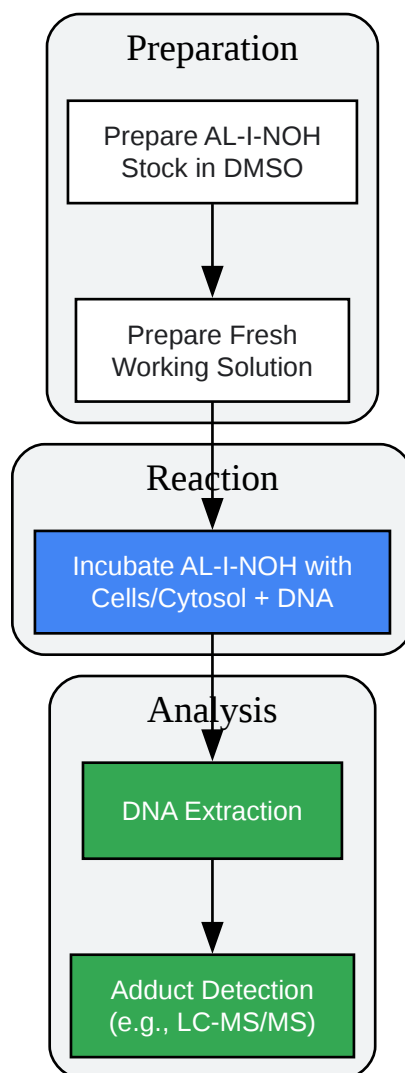 Preparation
Prepare AL-I-NOH
Stock in DMSO
Prepare Fresh
Working Solution
Reaction
Incubate AL-I-NOH with
Cells/Cytosol + DNA
Analysis
DNA Extraction
Adduct Detection
(e.g., LC-MS/MS)